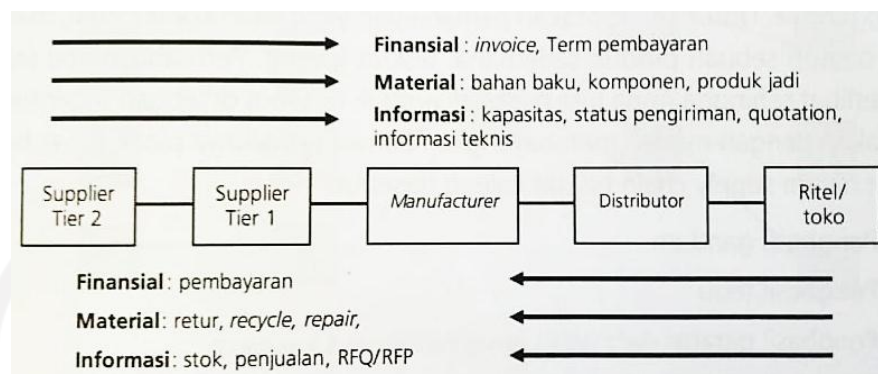 Finansial : invoice, Term pembayaran
Material : bahan baku, komponen, produk jadi
Informasi : kapasitas, status pengiriman, quotation,
informasi teknis
Supplier
Tier 2
Supplier
Tier 1
Manufacturer
Distributor
Ritel/
toko
Finansial : pembayaran
Material : retur, recycle, repair,
Informasi : stok, penjualan, RFQ/RFP